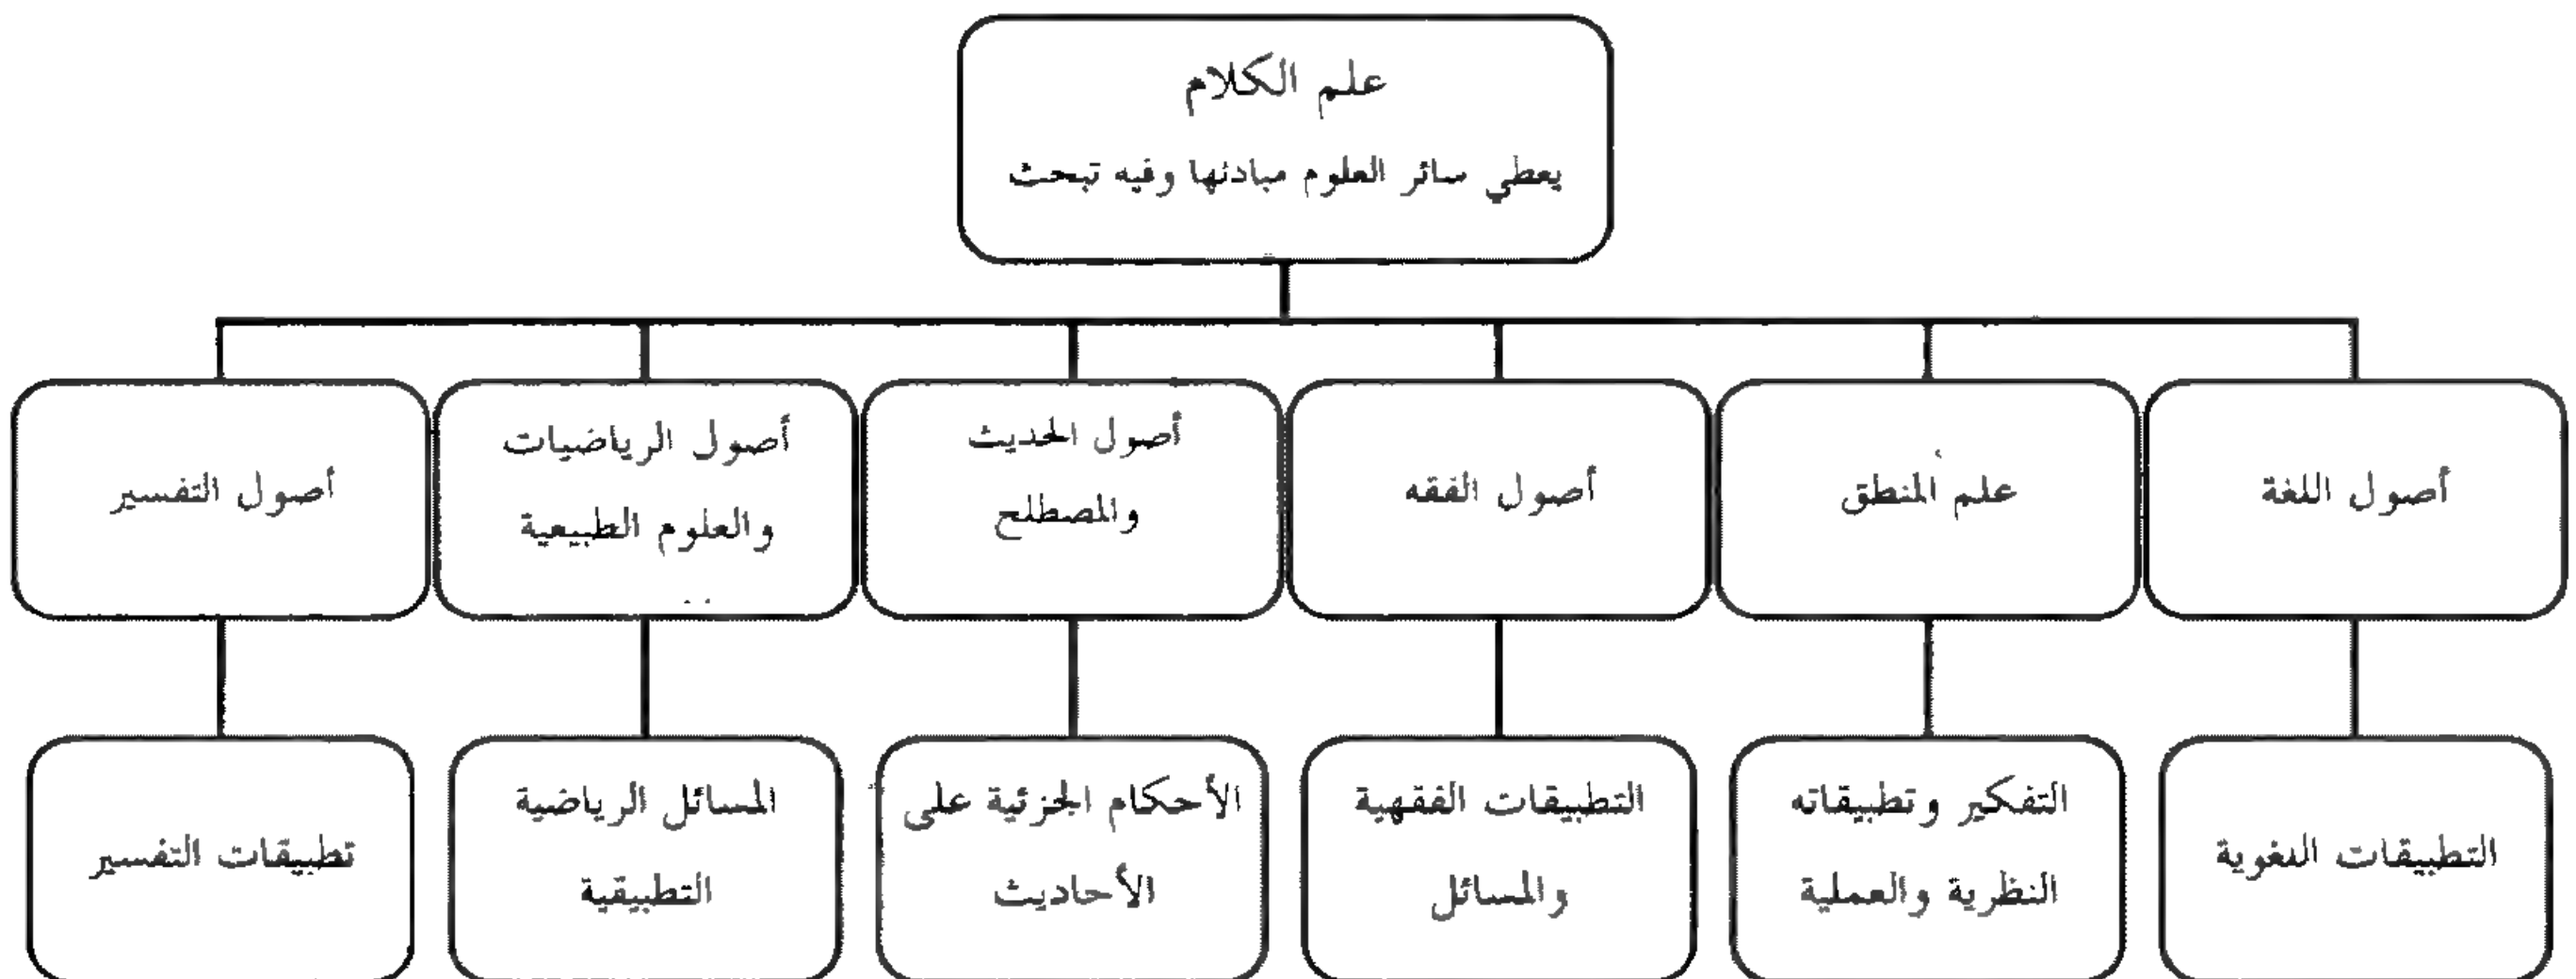 علم الكلام
يعطي سائر العلوم مبادئها وفيه تبحث
أصول اللغة
علم المنطق
أصول الفقه
أصول الحديث
والمصطلح
أصول الرياضيات
والعلوم الطبيعية
أصول التفسير
التطبيقات اللغوية
التفكير وتطبيقاته
النظرية والعملية
التطبيقات الفقهية
والمسائل
الأحكام الجزئية على
الأحاديث
المسائل الرياضية
التطبيقية
تطبيقات التفسير